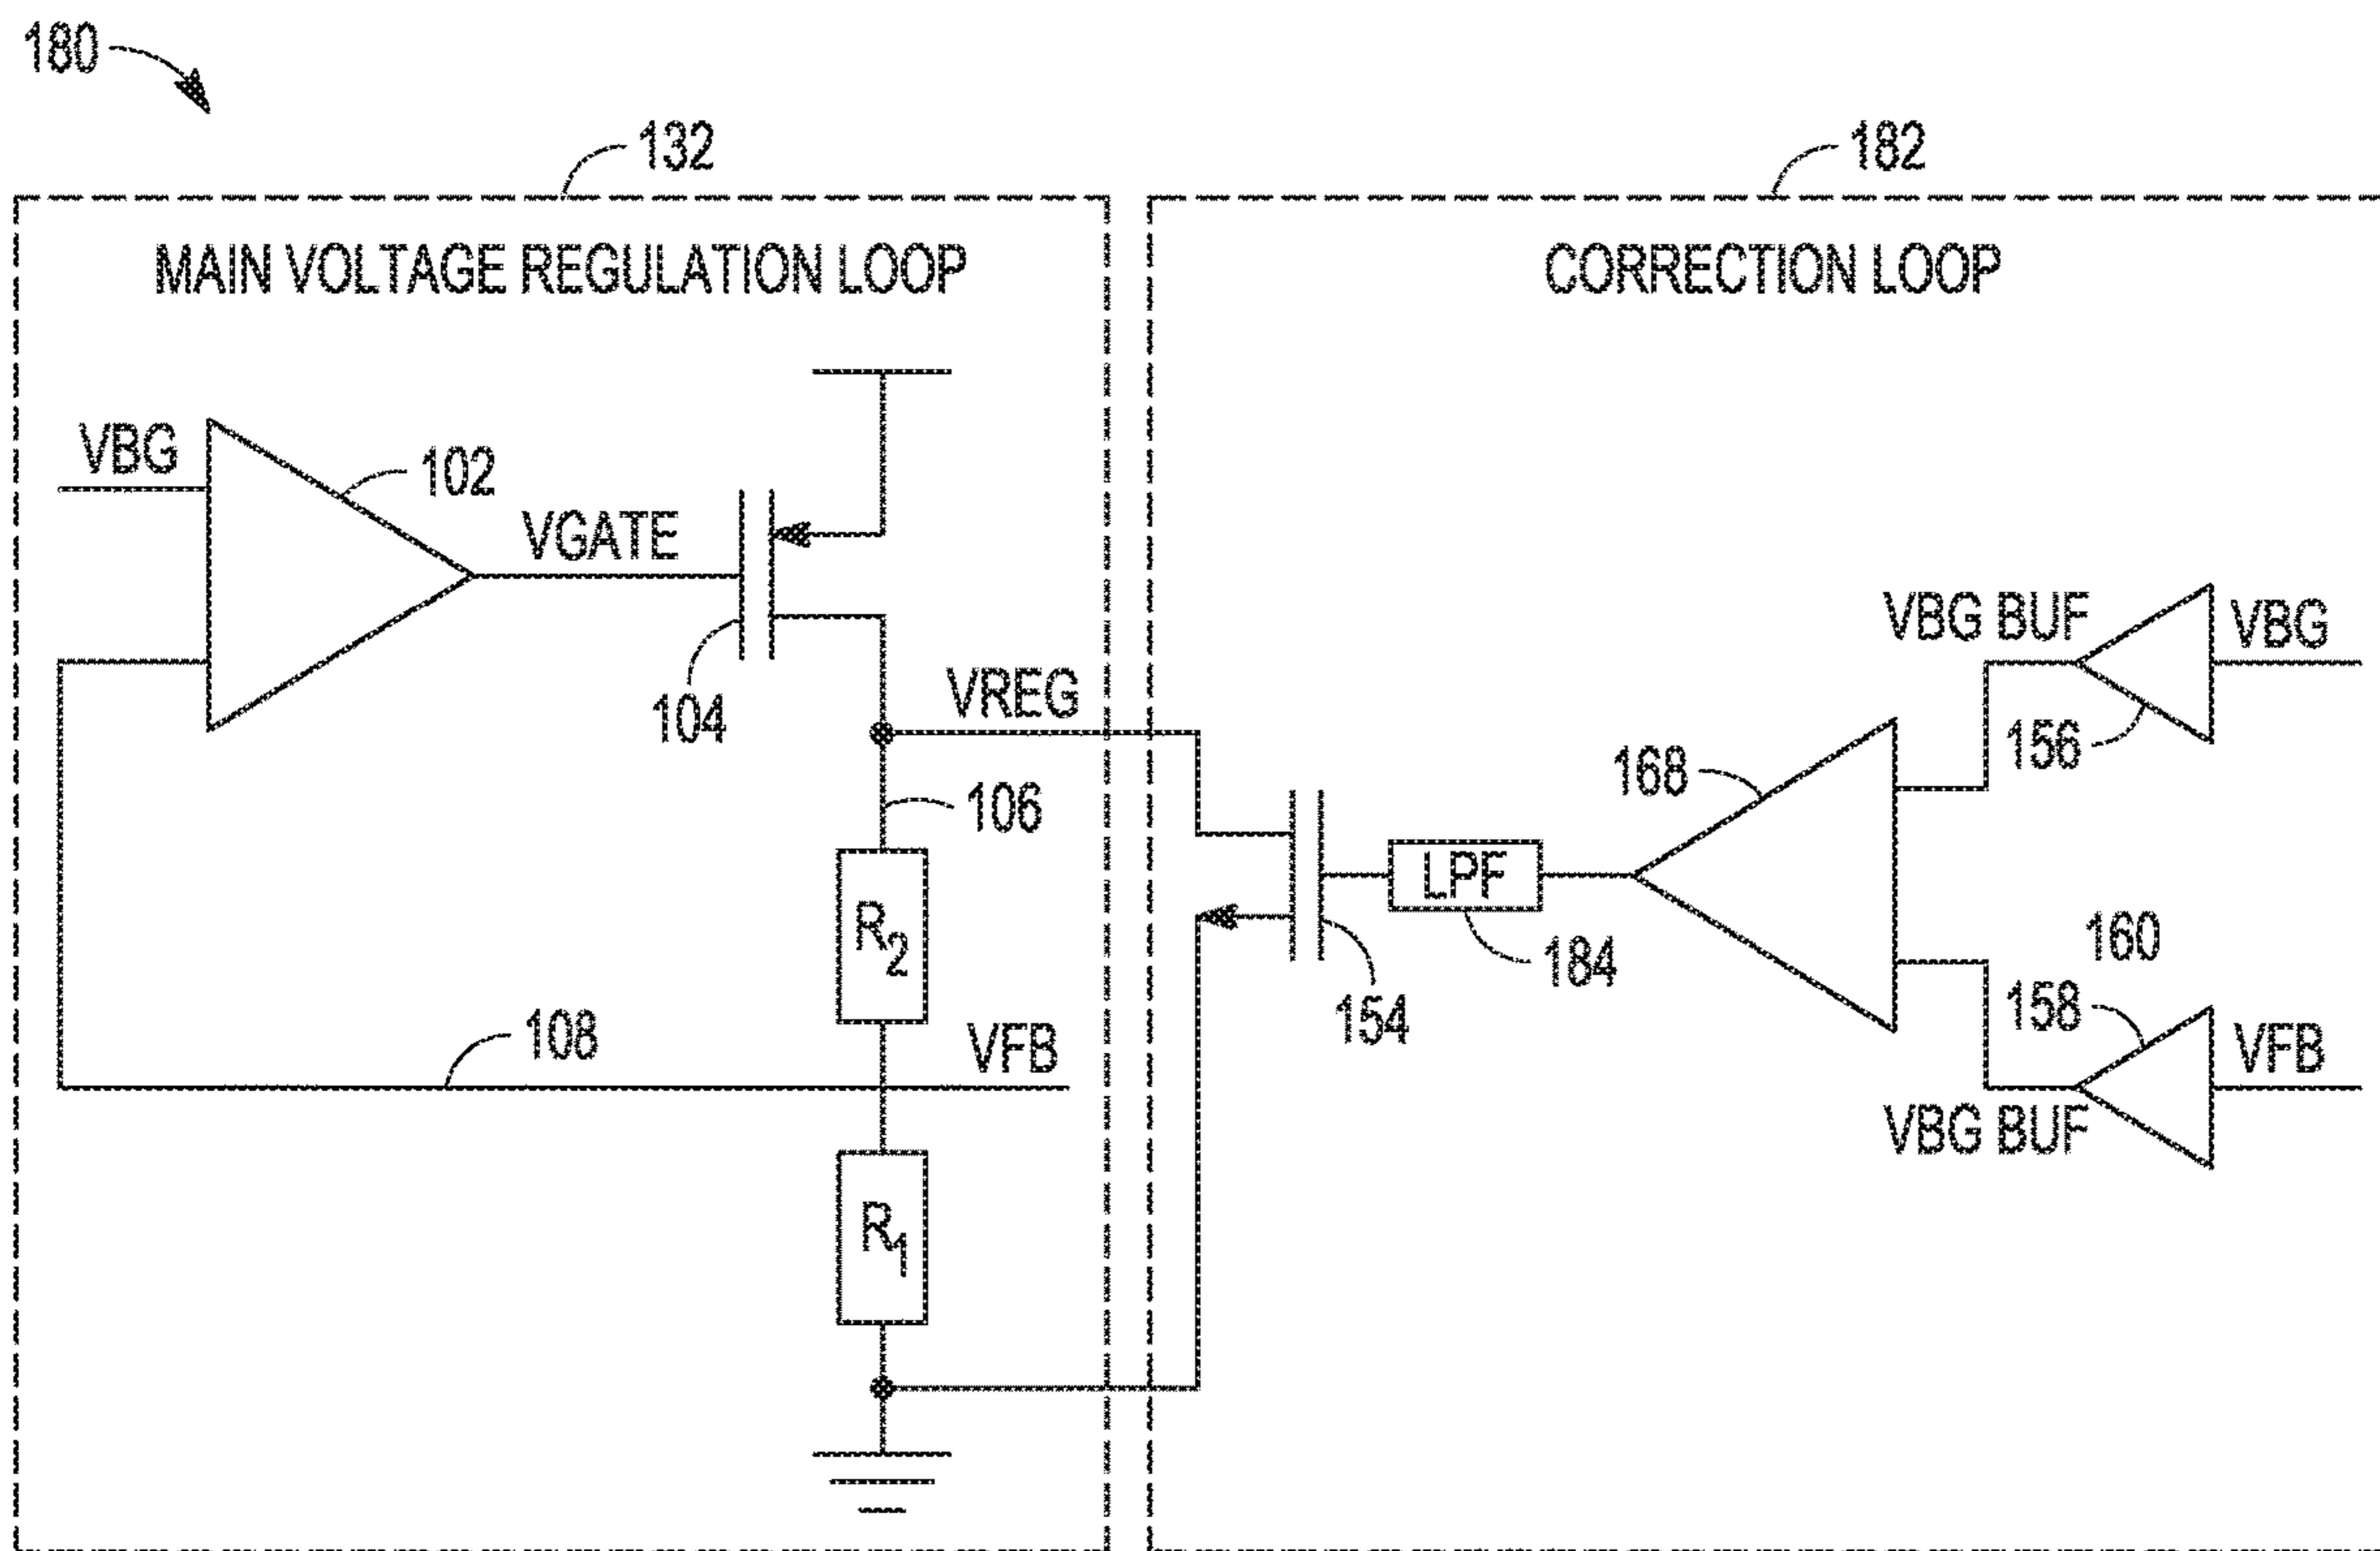 180
132
182
MAIN VOLTAGE REGULATION LOOP
CORRECTION LOOP
VBG
102
VGATE
104
VREG
106
R2
108
VFB
R1
VBG BUF
VBG
156
168
LPF
184
154
160
158
VFB
VBG BUF